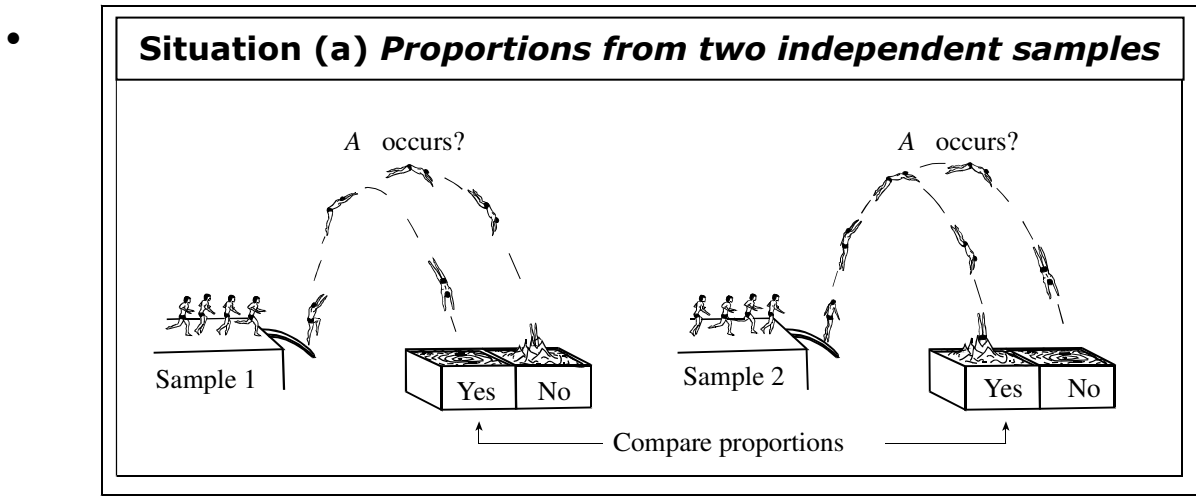 Situation (a) Proportions from two independent samples
A occurs?
A occurs?
Sample 1
Yes
No
Sample 2
Yes
No
Compare proportions